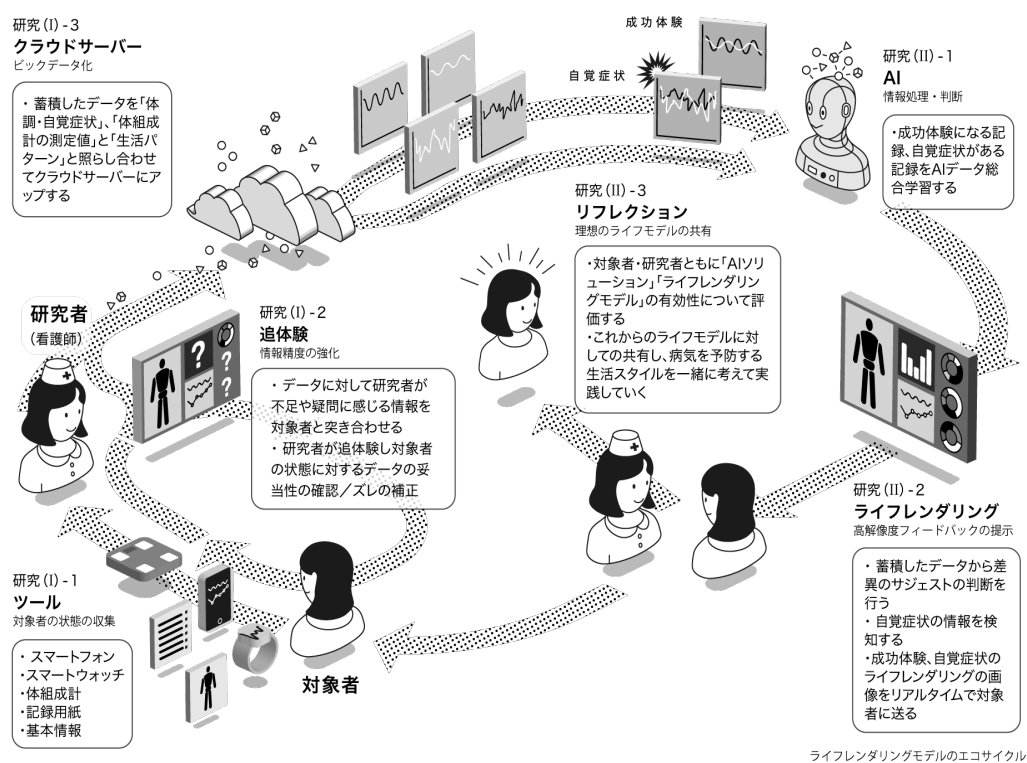 研究(Ⅰ)-3
クラウドサーバー
ビックデータ化
・蓄積したデータを「体
調・自覚症状」、「体組成
計の測定値」と「生活パ
ターン」と照らし合わせ
てクラウドサーバーにア
ップする
成功体験
自覚症状
研究(Ⅱ)-1
AI
情報処理・判断
・成功体験になる記
録、自覚症状がある
記録をAIデータ総
合学習する
研究(Ⅱ)-3
リフレクション
理想のライフモデルの共有
・対象者・研究者ともに「AIソリ
ューション」「ライフレンダリン
グモデル」の有効性について評
価する
・これからのライフモデルに対
しての共有し、病気を予防する
生活スタイルを一緒に考えて実
践していく
研究者
(看護師)
研究(Ⅰ)-2
追体験
情報精度の強化
・データに対して研究者が
不足や疑問に感じる情報を
対象者と突き合わせる
・研究者が追体験し対象者
の状態に対するデータの妥
当性の確認／ズレの補正
?
?
?
研究(Ⅱ)-2
ライフレンダリング
高解像度フィードバックの提示
・蓄積したデータから差
異のサジェストの判断を
行う
・自覚症状の情報を検
知する
・成功体験、自覚症状の
ライフレンダリングの画
像をリアルタイムで対象
者に送る
研究(Ⅰ)-1
ツール
対象者の状態の収集
・スマートフォン
・スマートウォッチ
・体組成計
・記録用紙
・基本情報
対象者
ライフレンダリングモデルのエコサイクル